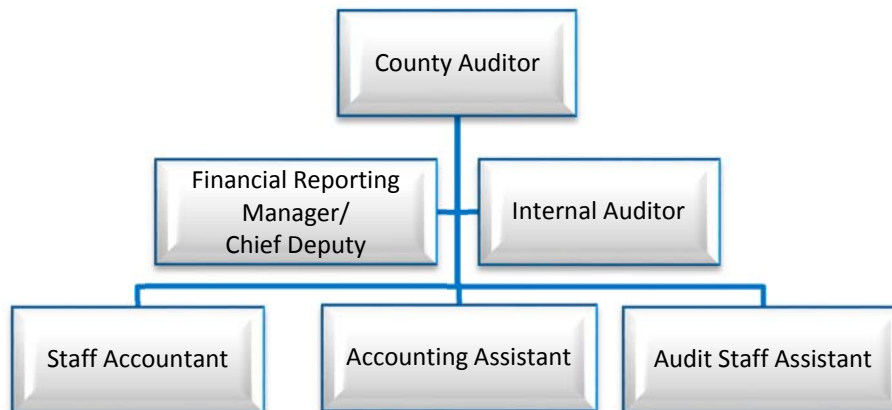 County Auditor
Financial Reporting
Manager/
Chief Deputy
Internal Auditor
Staff Accountant
Accounting Assistant
Audit Staff Assistant